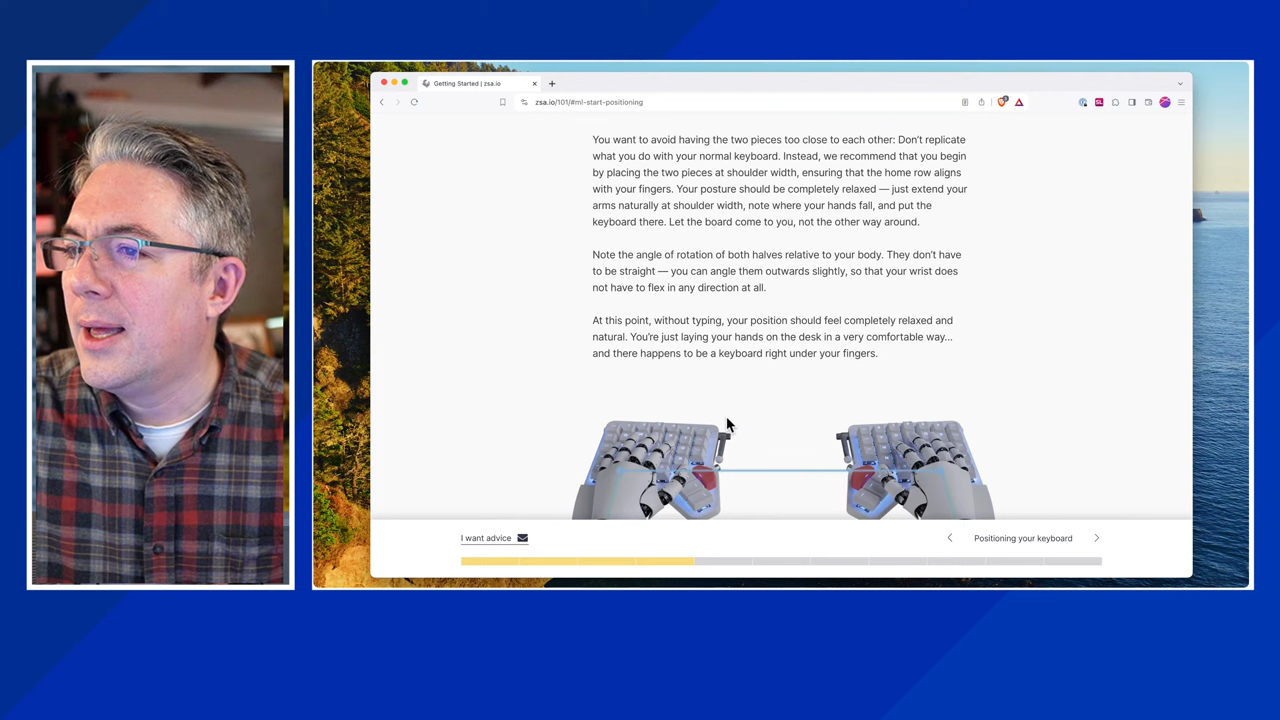 Getting Started | zsa.io
zsa.io/101/#ml-start-positioning
You want to avoid having the two pieces too close to each other: Don’t replicate
what you do with your normal keyboard. Instead, we recommend that you begin
by placing the two pieces at shoulder width, ensuring that the home row aligns
with your fingers. Your posture should be completely relaxed — just extend your
arms naturally at shoulder width, note where your hands fall, and put the
keyboard there. Let the board come to you, not the other way around.
Note the angle of rotation of both halves relative to your body. They don’t have
to be straight — you can angle them outwards slightly, so that your wrist does
not have to flex in any direction at all.
At this point, without typing, your position should feel completely relaxed and
natural. You’re just laying your hands on the desk in a very comfortable way...
and there happens to be a keyboard right under your fingers.
I want advice
Positioning your keyboard